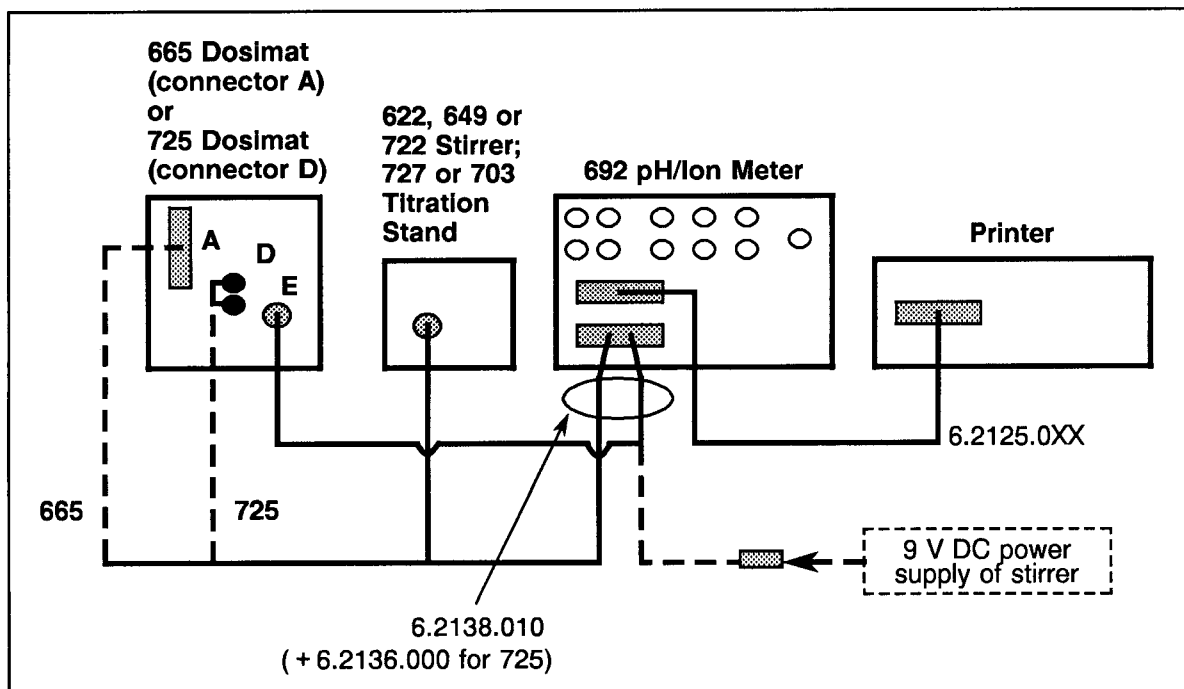 665 Dosimat
(connector A)
or
725 Dosimat
(connector D)
622, 649 or
722 Stirrer;
727 or 703
Titration
Stand
692 pH/Ion Meter
Printer
A
D
E
6.2125.0XX
665
725
9 V DC power
supply of stirrer
6.2138.010
( + 6.2136.000 for 725)